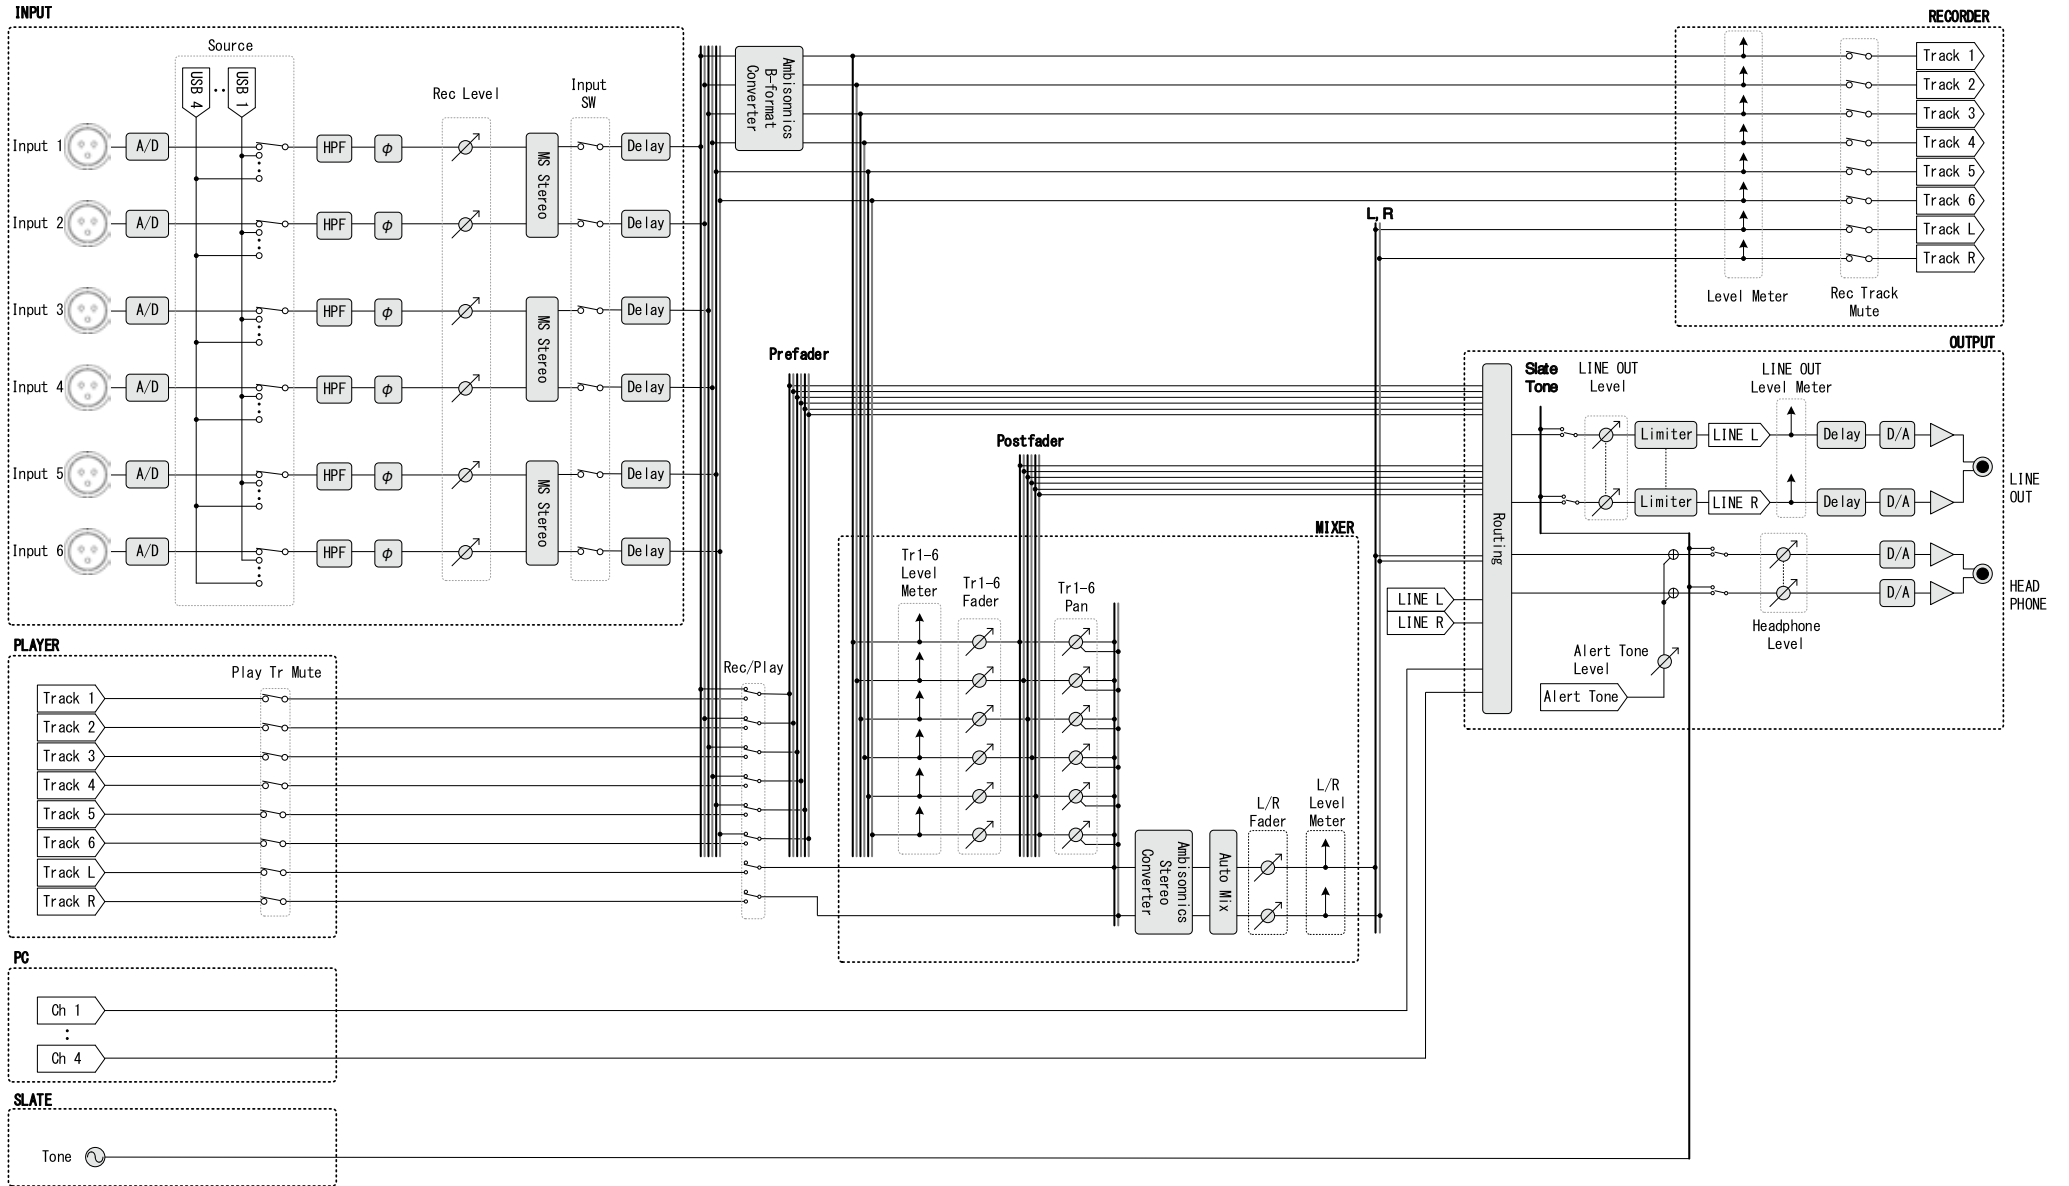 INPUT
Source
USB 4
USB 1
Rec Level
Input
SW
Input 1
A/D
HPF
φ
MS Stereo
Delay
Input 2
A/D
HPF
φ
Delay
Input 3
A/D
HPF
φ
MS Stereo
Delay
Input 4
A/D
HPF
φ
Delay
Input 5
A/D
HPF
φ
MS Stereo
Delay
Input 6
A/D
HPF
φ
Delay
Ambisonnics
B-format
Converter
RECORDER
Track 1
Track 2
Track 3
Track 4
Track 5
Track 6
Track L
Track R
Level Meter
Rec Track
Mute
L,R
Prefader
Postfader
OUTPUT
Routing
Slate
Tone
LINE OUT
Level
LINE OUT
Level Meter
Limiter
LINE L
Delay
D/A
Limiter
LINE R
Delay
D/A
LINE
OUT
D/A
D/A
HEAD
PHONE
Headphone
Level
LINE L
LINE R
Alert Tone
Level
Alert Tone
MIXER
Tr1-6
Level
Meter
Tr1-6
Fader
Tr1-6
Pan
Ambisonnics
Stereo
Converter
Auto Mix
L/R
Fader
L/R
Level
Meter
PLAYER
Play Tr Mute
Rec/Play
Track 1
Track 2
Track 3
Track 4
Track 5
Track 6
Track L
Track R
PC
Ch 1
Ch 4
SLATE
Tone